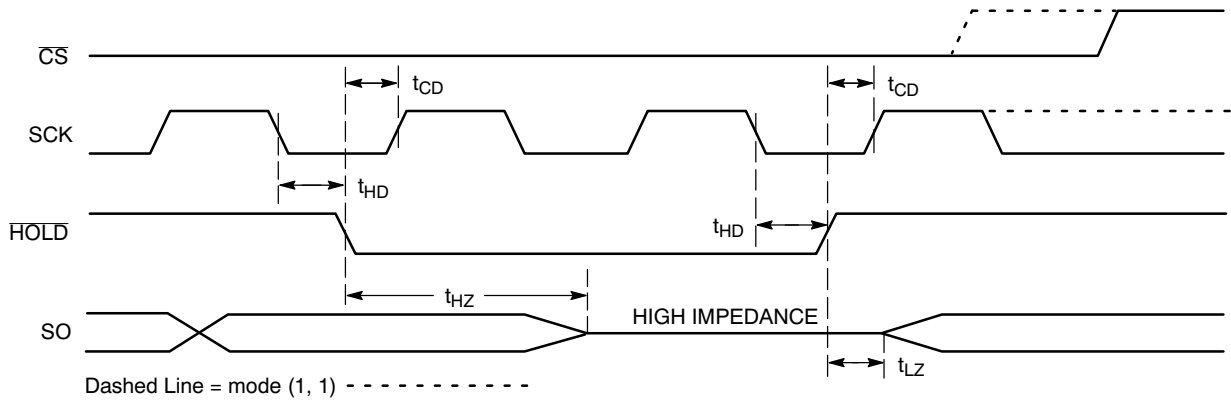 CS
tCD
tCD
SCK
tHD
HOLD
tHD
tHZ
SO
HIGH IMPEDANCE
tLZ
Dashed Line = mode (1, 1)